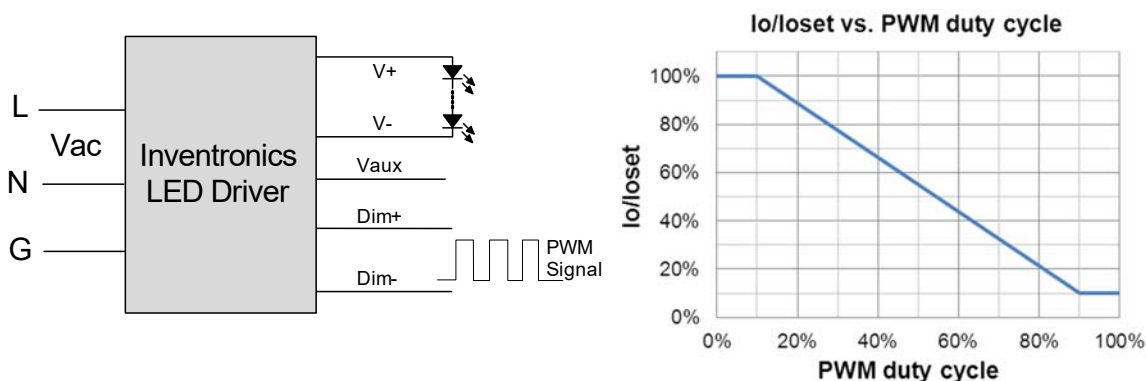 L
Vac
N
G
Inventronics
LED Driver
V+
V-
Vaux
Dim+
Dim-
PWM
Signal
Io/Ioset vs. PWM duty cycle
Io/Ioset
100%
80%
60%
40%
20%
0%
0% 20% 40% 60% 80% 100%
PWM duty cycle